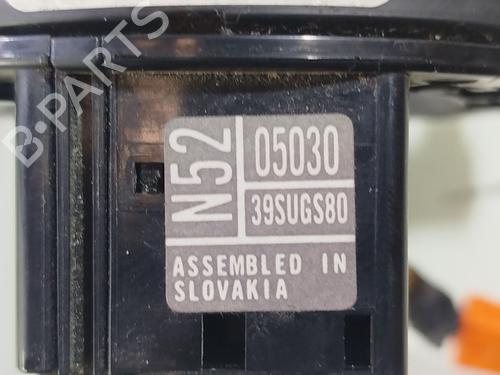 B-PARTS
N52
05030
39SUGS80
ASSEMBLED IN
SLOVAKIA